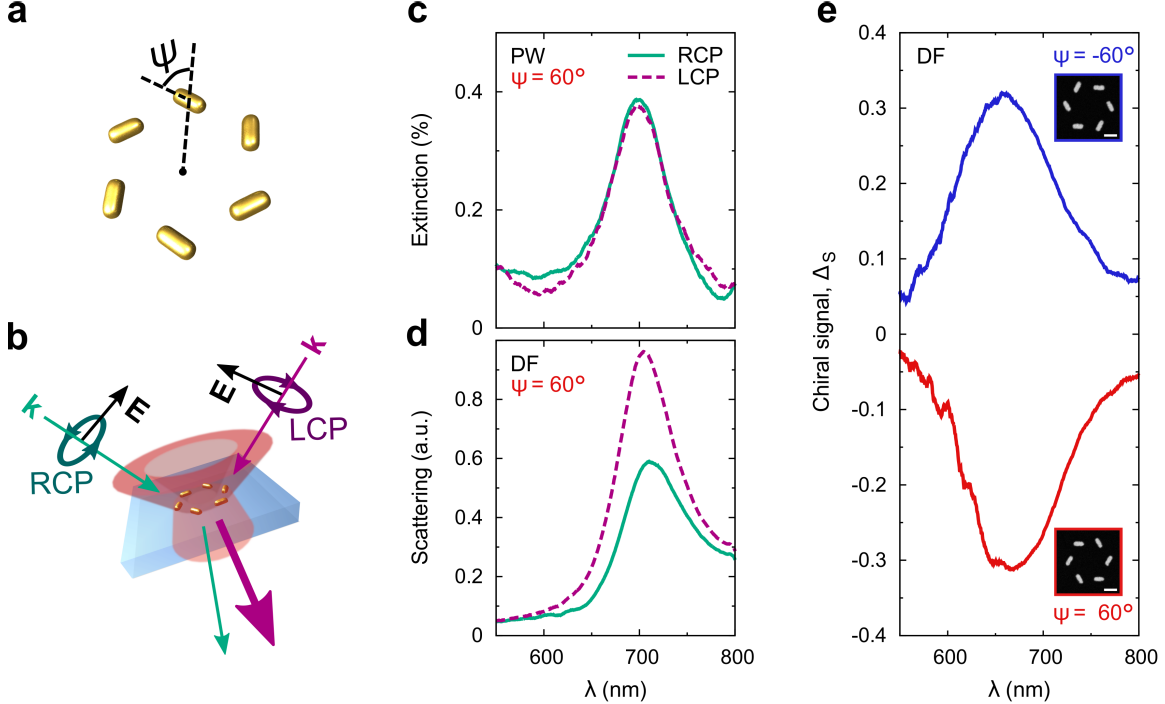 a
ψ
b
k
E
RCP
k
E
LCP
c
PW
ψ = 60°
RCP
LCP
Extinction (%)
0.4
0.2
0
d
DF
ψ = 60°
Scattering (a.u.)
0.8
0.6
0.4
0.2
0
600 700 800
λ (nm)
e
DF
ψ = -60°
Chiral signal, ΔS
0.4
0.3
0.2
0.1
0
-0.1
-0.2
-0.3
-0.4
ψ = 60°
600 700 800
λ (nm)